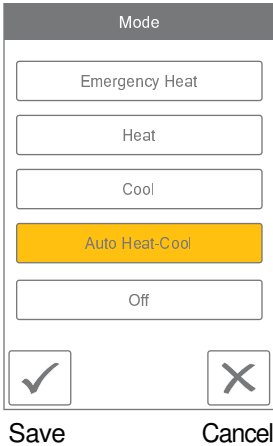 Mode
Emergency Heat
Heat
Cool
Auto Heat-Cool
Off
Save Cancel